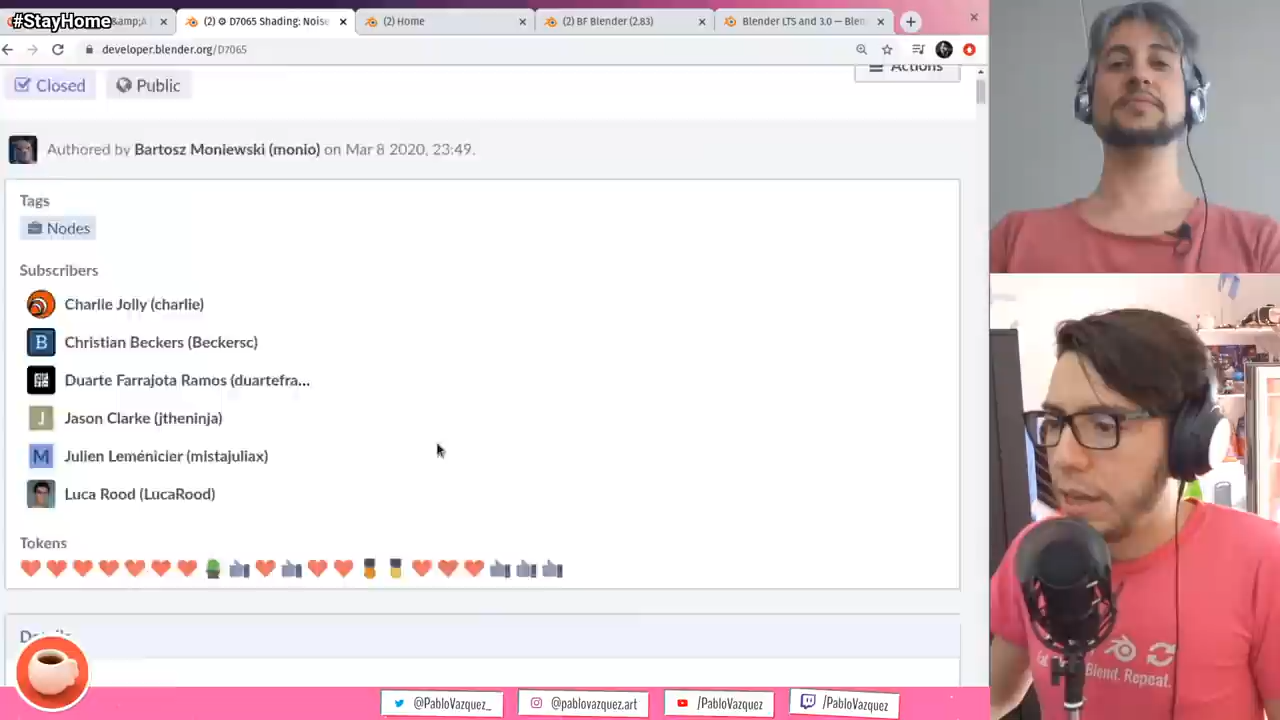 #StayHome
(2) ⚙ D7065 Shading: Noise
(2) Home
(2) BF Blender (2.83)
Blender LTS and 3.0 — Blen
developer.blender.org/D7065
Closed
Public
Actions
Authored by Bartosz Moniewski (monio) on Mar 8 2020, 23:49.
Tags
Nodes
Subscribers
Charlie Jolly (charlie)
B
Christian Beckers (Beckersc)
Duarte Farrajota Ramos (duartefra...
J
Jason Clarke (jtheninja)
M
Julien Leménicier (mistajuliax)
Luca Rood (LucaRood)
Tokens
Details
Blend. Repeat.
@PabloVazquez_
@pablovazquez.art
/PabloVazquez
/PabloVazquez